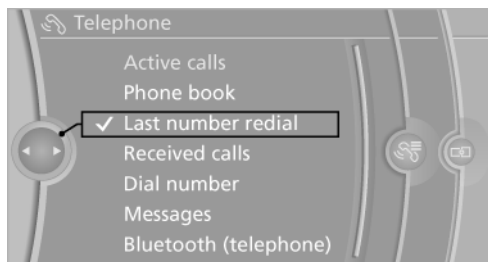 Telephone
Active calls
Phone book
Last number redial
Received calls
Dial number
Messages
Bluetooth (telephone)